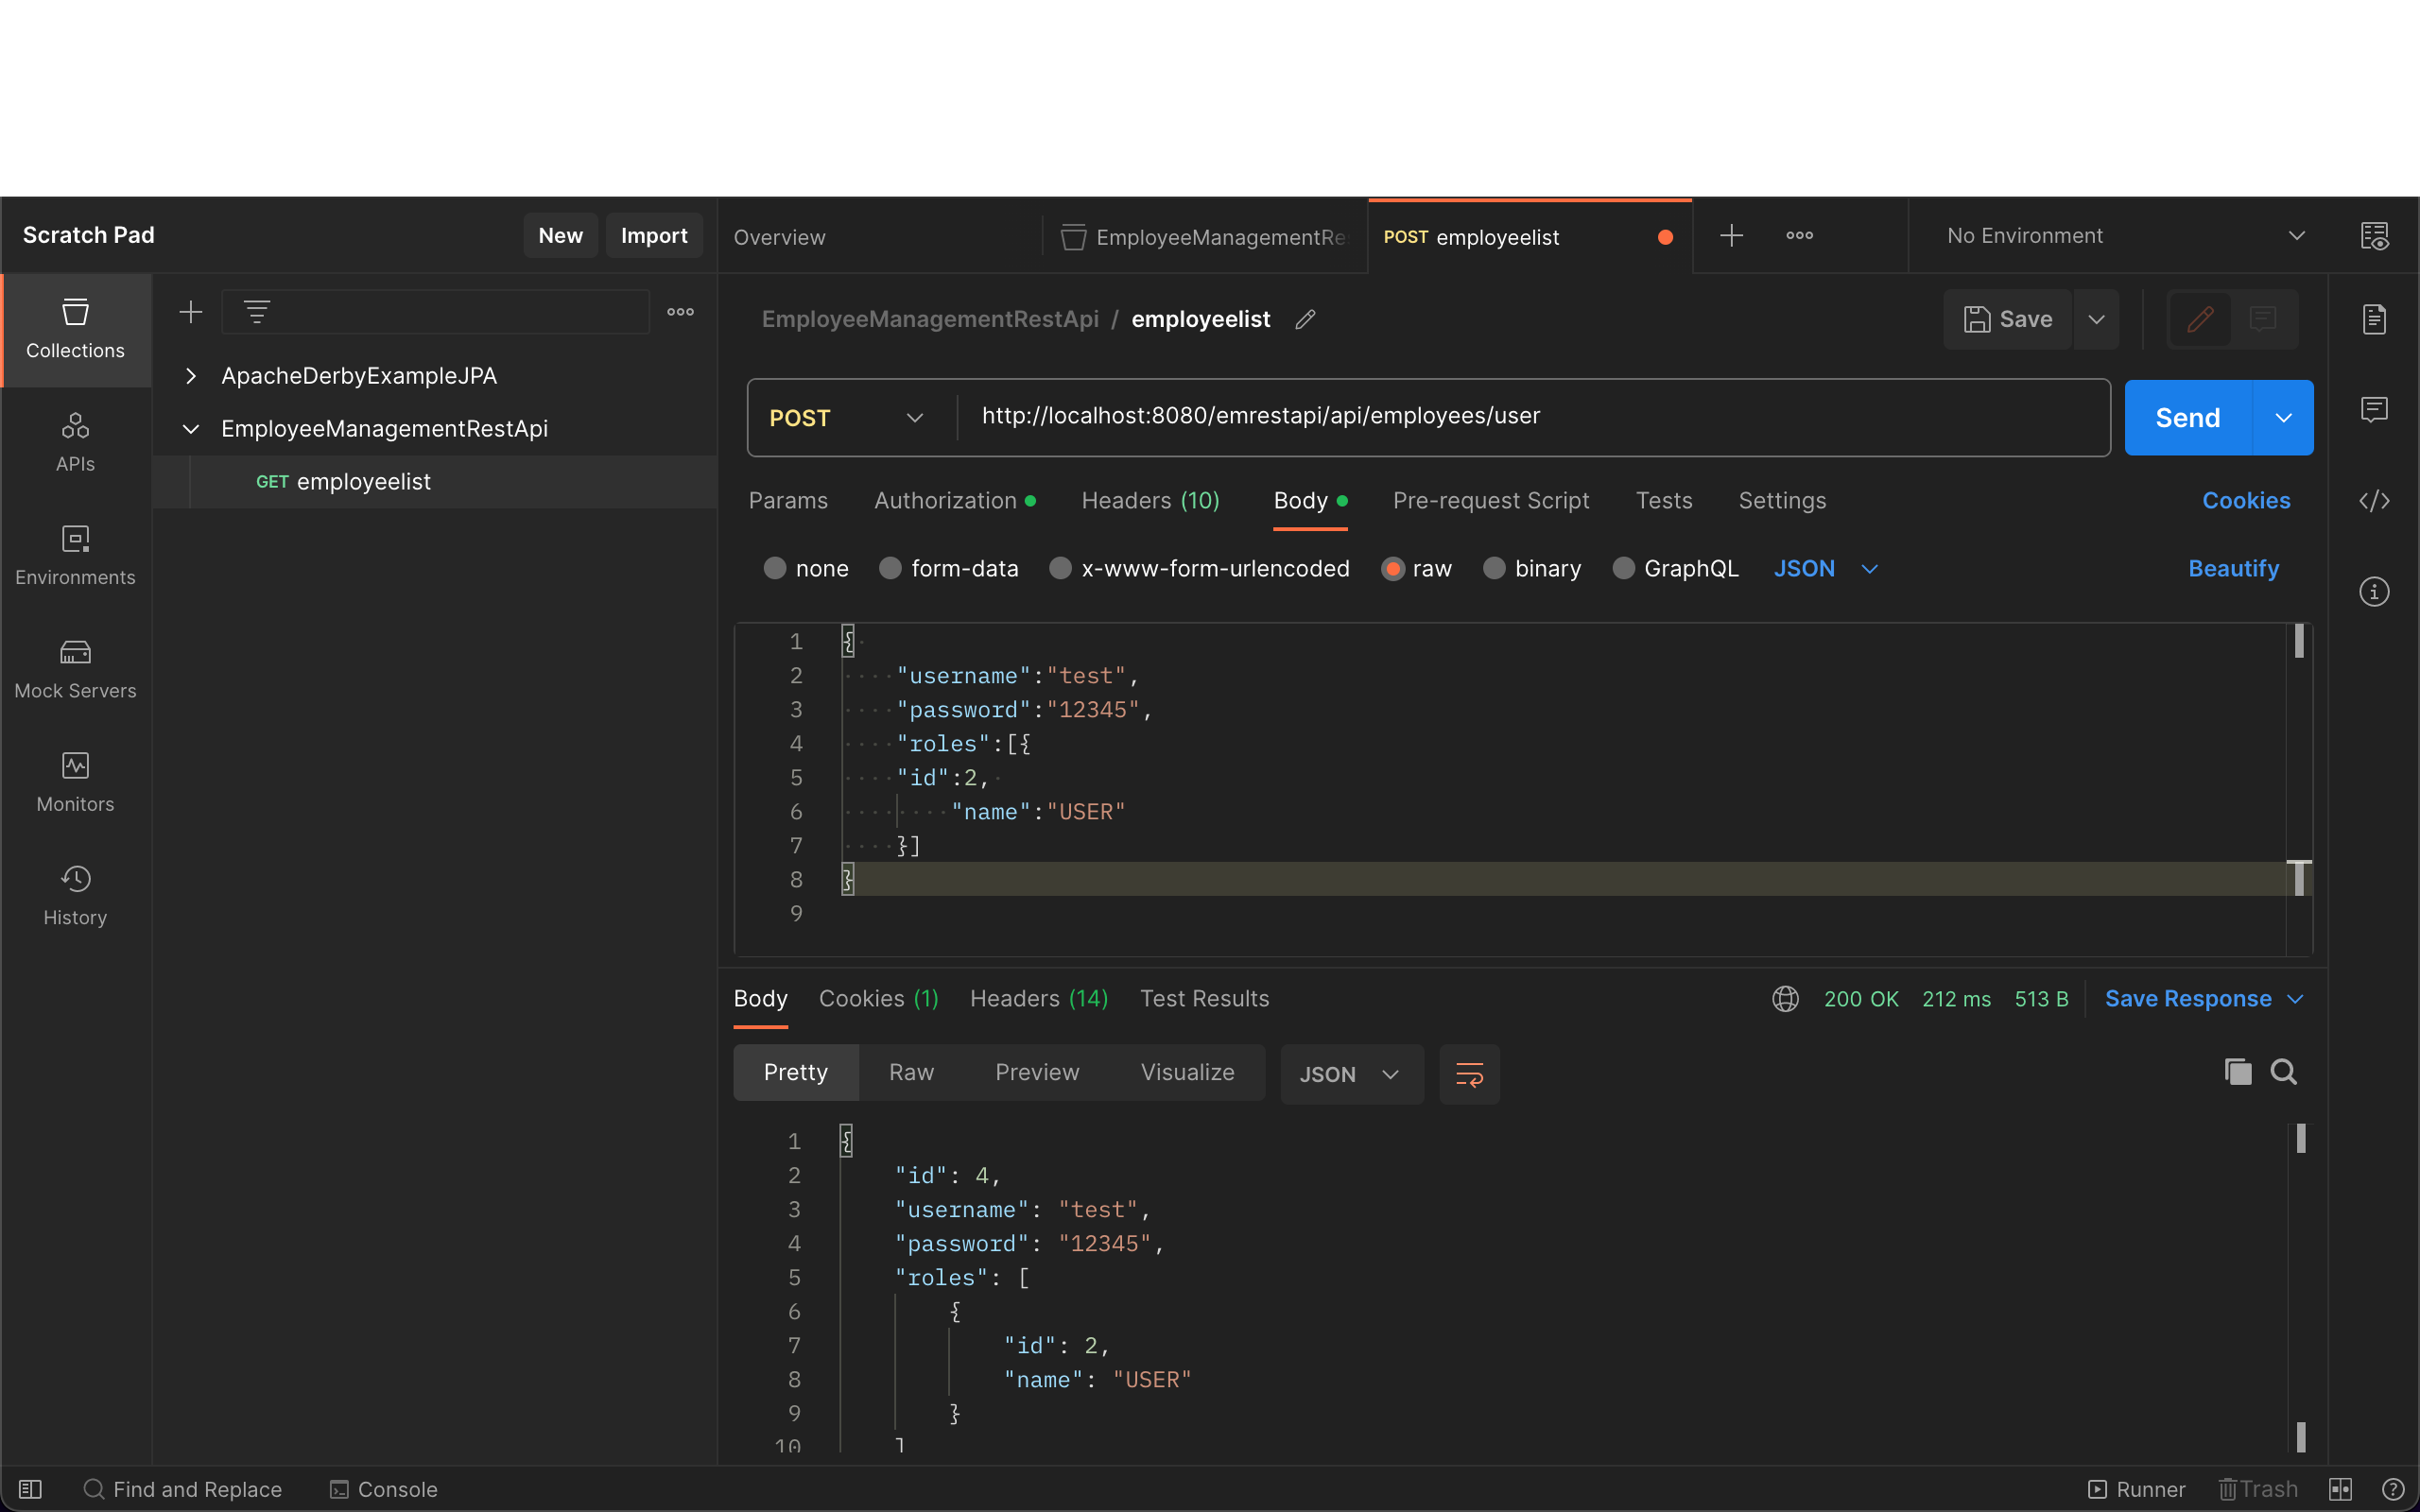 Scratch Pad
New
Import
Overview
EmployeeManagementRe
POST employeelist
No Environment
Collections
APIs
Environments
Mock Servers
Monitors
History
ApacheDerbyExampleJPA
EmployeeManagementRestApi
GET employeelist
EmployeeManagementRestApi / employeelist
Save
POST
http://localhost:8080/emrestapi/api/employees/user
Send
Params Authorization Headers (10) Body Pre-request Script Tests Settings Cookies
none form-data x-www-form-urlencoded raw binary GraphQL JSON Beautify
1 {
2 "username":"test",
3 "password":"12345",
4 "roles":[{
5 "id":2,
6 "name":"USER"
7 }]
8 }
9
Body Cookies (1) Headers (14) Test Results 200 OK 212 ms 513 B Save Response
Pretty Raw Preview Visualize JSON
1 {
2 "id": 4,
3 "username": "test",
4 "password": "12345",
5 "roles": [
6 {
7 "id": 2,
8 "name": "USER"
9 }
10 ]
Find and Replace Console Runner Trash